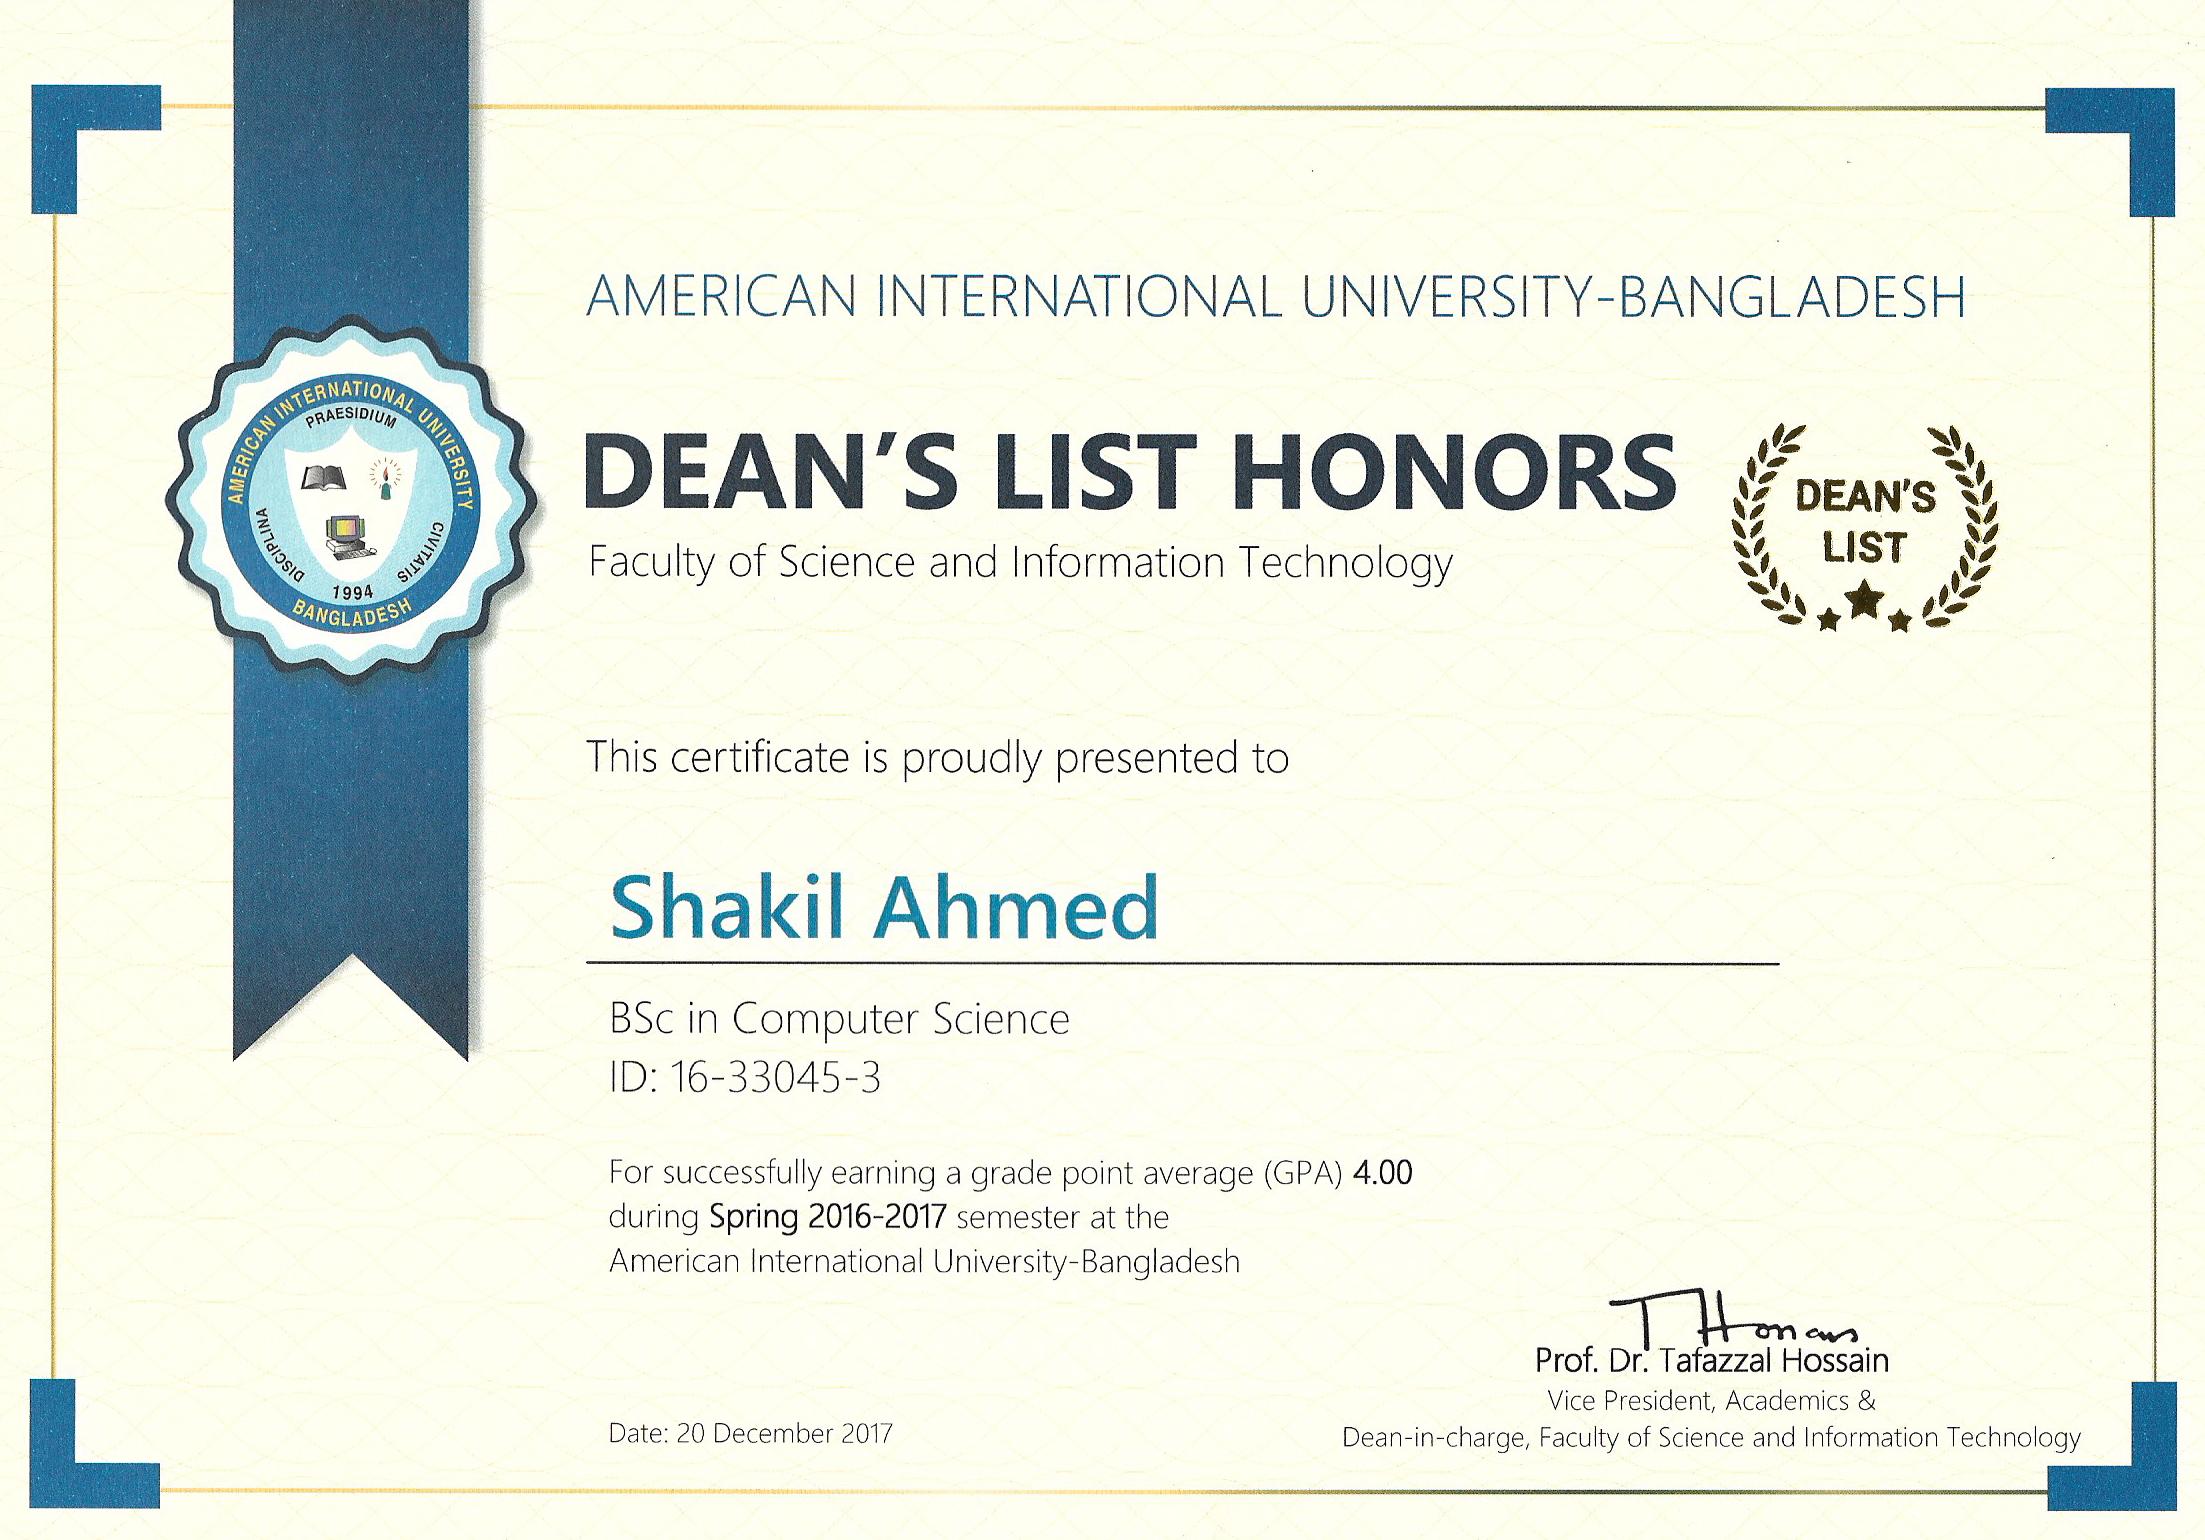 AMERICAN INTERNATIONAL UNIVERSITY-BANGLADESH
AMERICAN INTERNATIONAL UNIVERSITY
PRAESIDIUM
DISCIPLINA
CIVITATIS
1994
BANGLADESH
DEAN'S LIST HONORS
DEAN'S
LIST
Faculty of Science and Information Technology
This certificate is proudly presented to
Shakil Ahmed
BSc in Computer Science
ID: 16-33045-3
For successfully earning a grade point average (GPA) 4.00
during Spring 2016-2017 semester at the
American International University-Bangladesh
Prof. Dr. Tafazzal Hossain
Vice President, Academics &
Dean-in-charge, Faculty of Science and Information Technology
Date: 20 December 2017